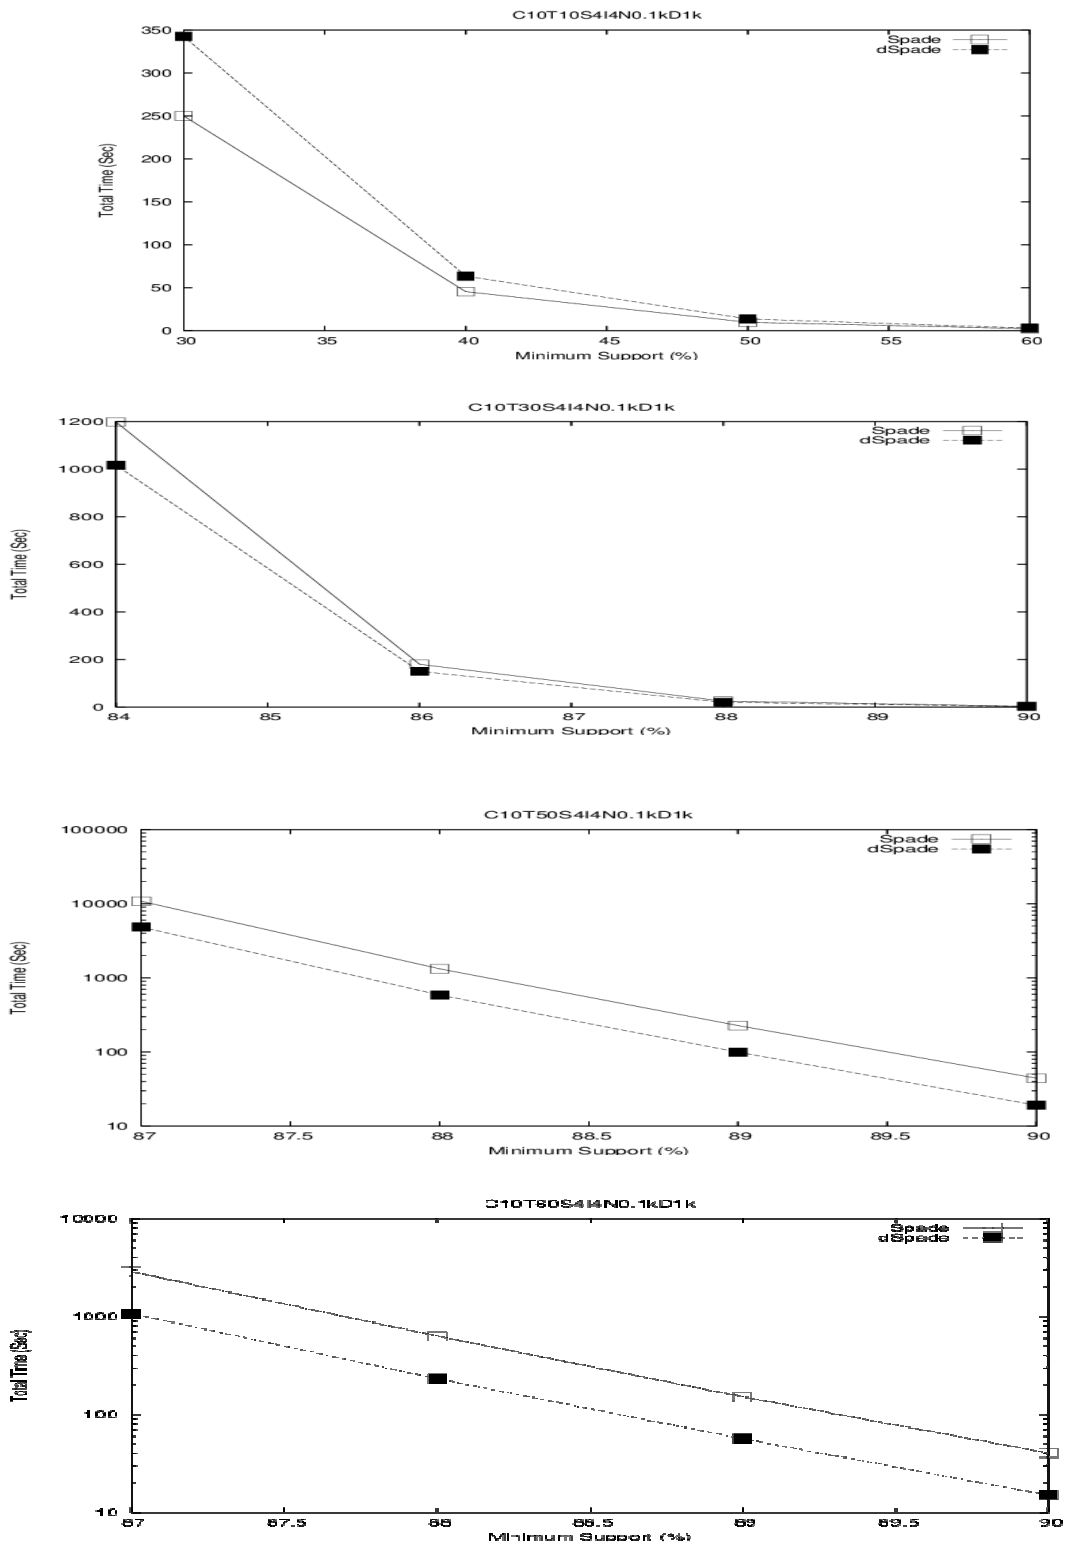 C10T10S4I4N0.1kD1k
350
300
250
200
150
100
50
0
Total Time (Sec)
Spade
dSpade
30 35 40 45 50 55 60
Minimum Support (%)
C10T30S4I4N0.1kD1k
1200
1000
800
600
400
200
0
Total Time (Sec)
Spade
dSpade
84 85 86 87 88 89 90
Minimum Support (%)
C10T50S4I4N0.1kD1k
100000
10000
1000
100
10
Total Time (Sec)
Spade
dSpade
87 87.5 88 88.5 89 89.5 90
Minimum Support (%)
C10T60S4I4N0.1kD1k
10000
1000
100
10
Total Time (Sec)
Spade
dSpade
87 87.5 88 88.5 89 89.5 90
Minimum Support (%)